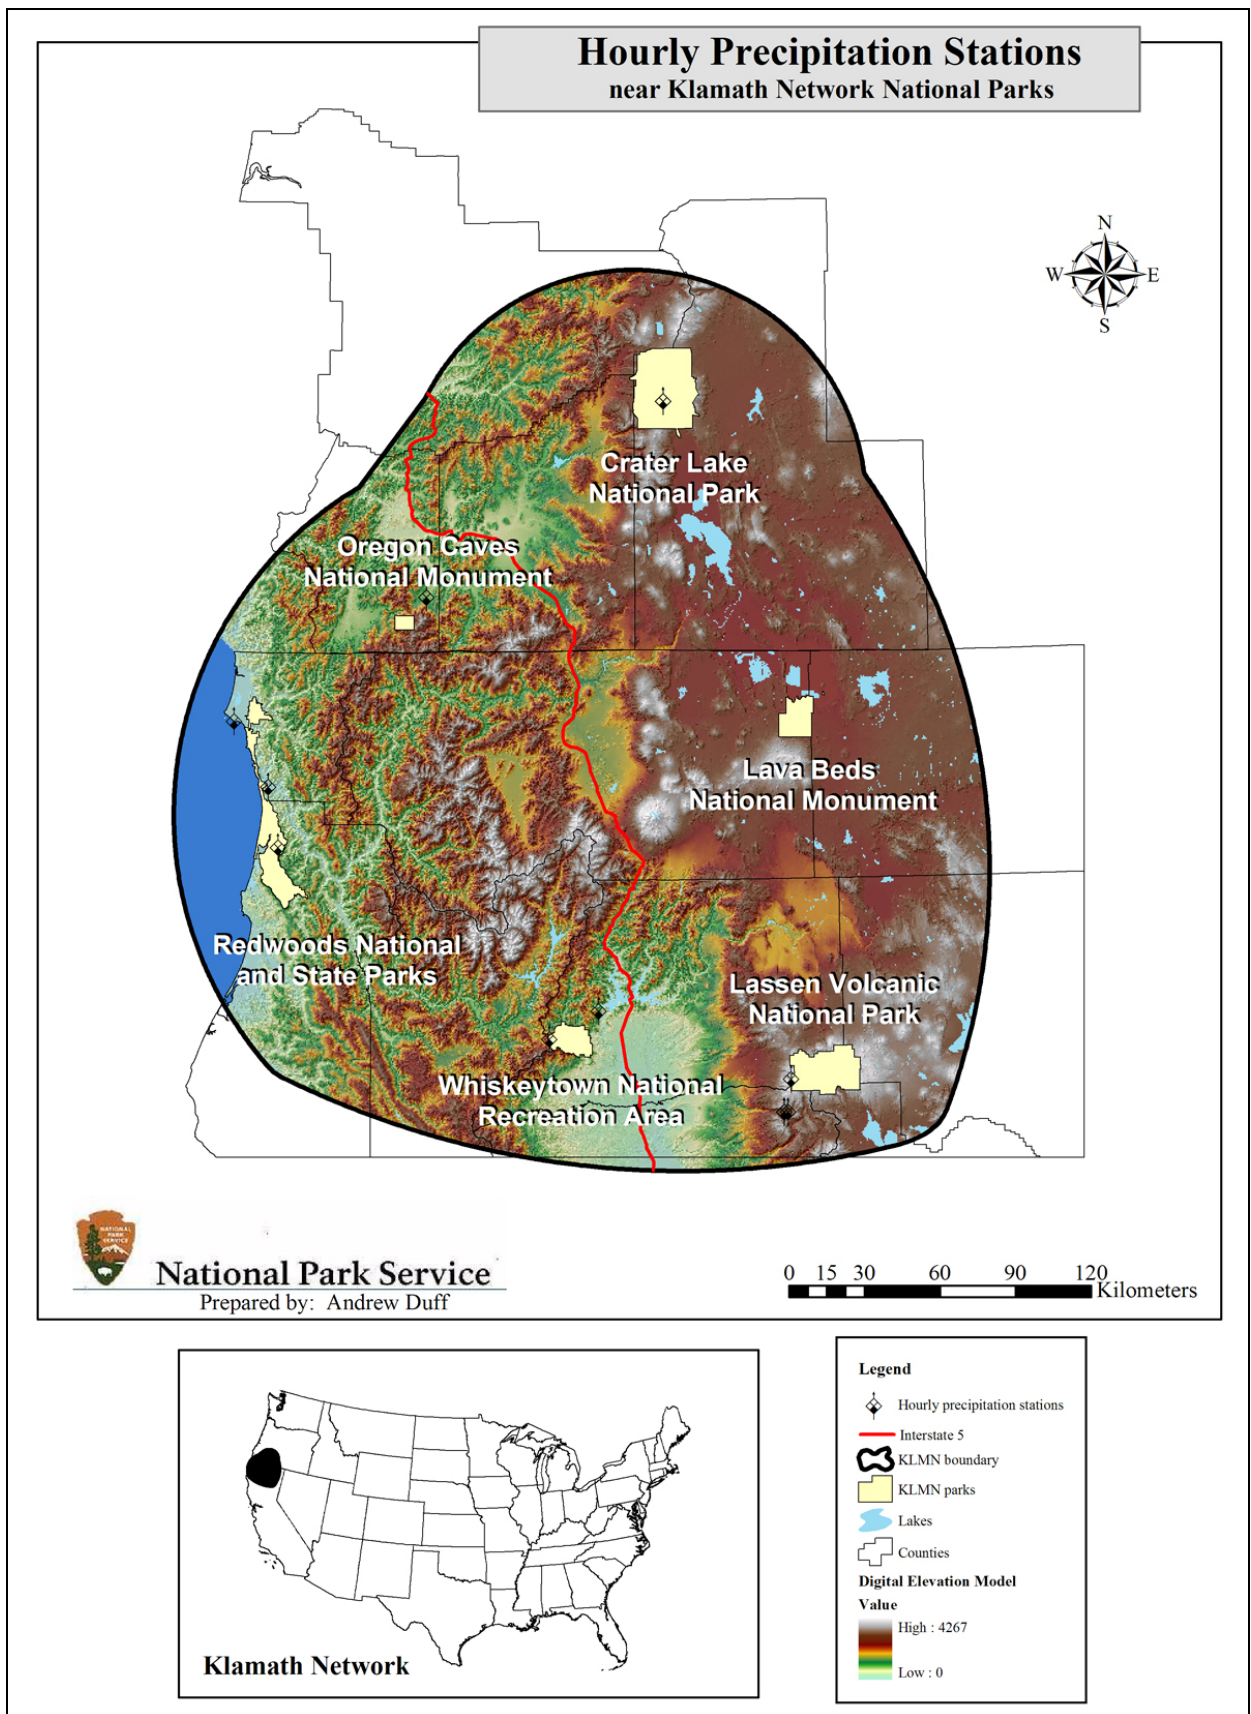 Hourly Precipitation Stations
near Klamath Network National Parks
N
W
E
S
Crater Lake
National Park
Oregon Caves
National Monument
Lava Beds
National Monument
Redwoods National
and State Parks
Lassen Volcanic
National Park
Whiskeytown National
Recreation Area
NATIONAL
PARK
SERVICE
National Park Service
Prepared by: Andrew Duff
0 15 30 60 90 120
Kilometers
Klamath Network
Legend
Hourly precipitation stations
Interstate 5
KLMN boundary
KLMN parks
Lakes
Counties
Digital Elevation Model
Value
High : 4267
Low : 0